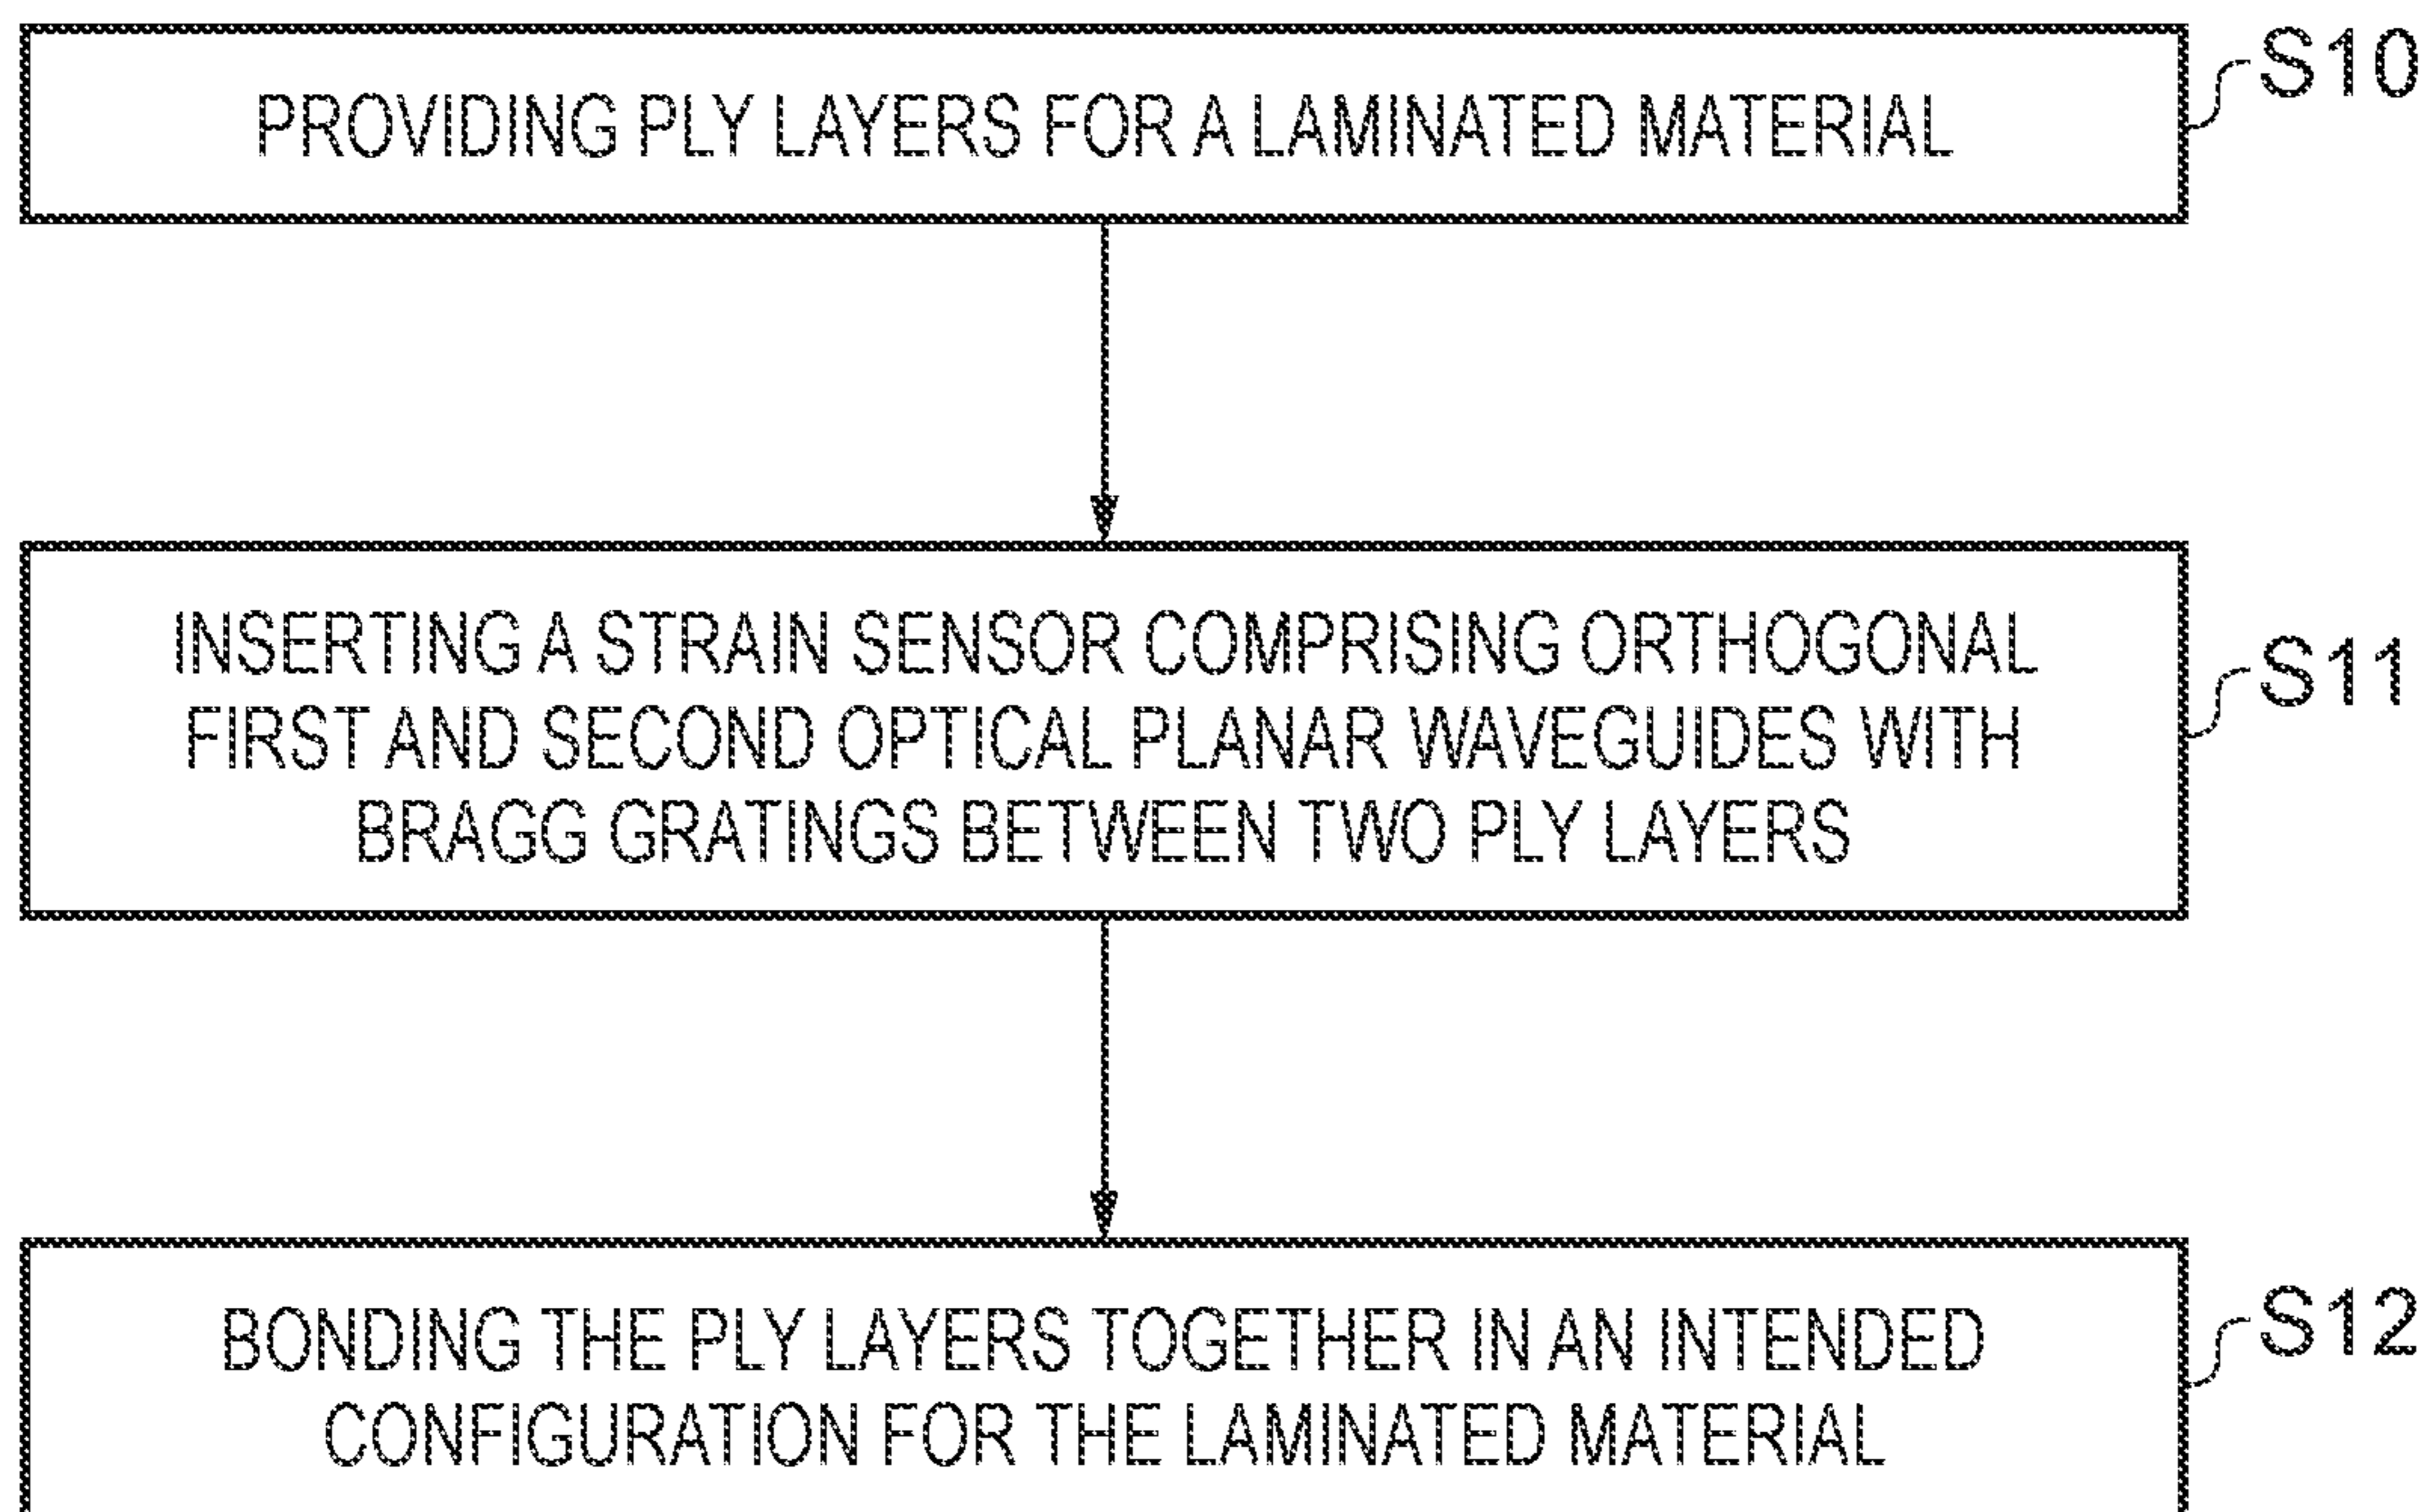 PROVIDING PLY LAYERS FOR A LAMINATED MATERIAL
S10
INSERTING A STRAIN SENSOR COMPRISING ORTHOGONAL
FIRST AND SECOND OPTICAL PLANAR WAVEGUIDES WITH
BRAGG GRATINGS BETWEEN TWO PLY LAYERS
S11
BONDING THE PLY LAYERS TOGETHER IN AN INTENDED
CONFIGURATION FOR THE LAMINATED MATERIAL
S12